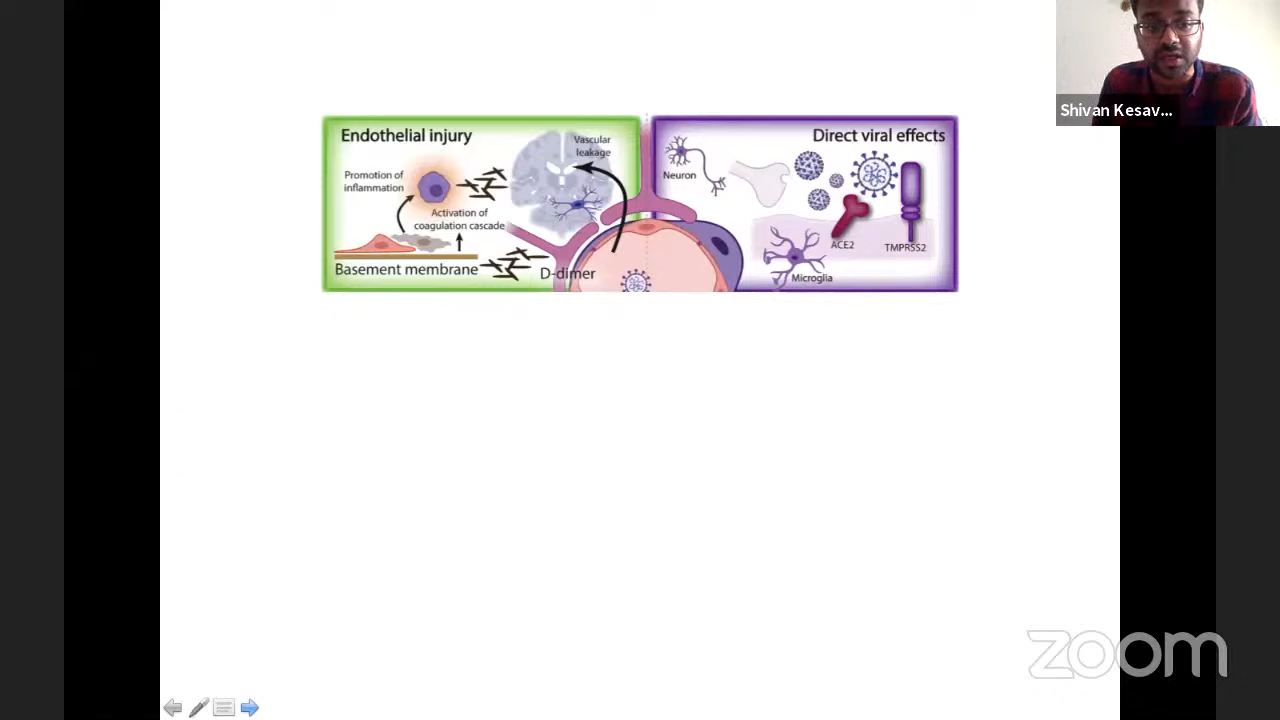 Endothelial injury
Vascular
leakage
Promotion of
inflammation
Activation of
coagulation cascade
Basement membrane
D-dimer
Direct viral effects
Neuron
ACE2
TMPRSS2
Microglia
Shivan Kesav...
zoom